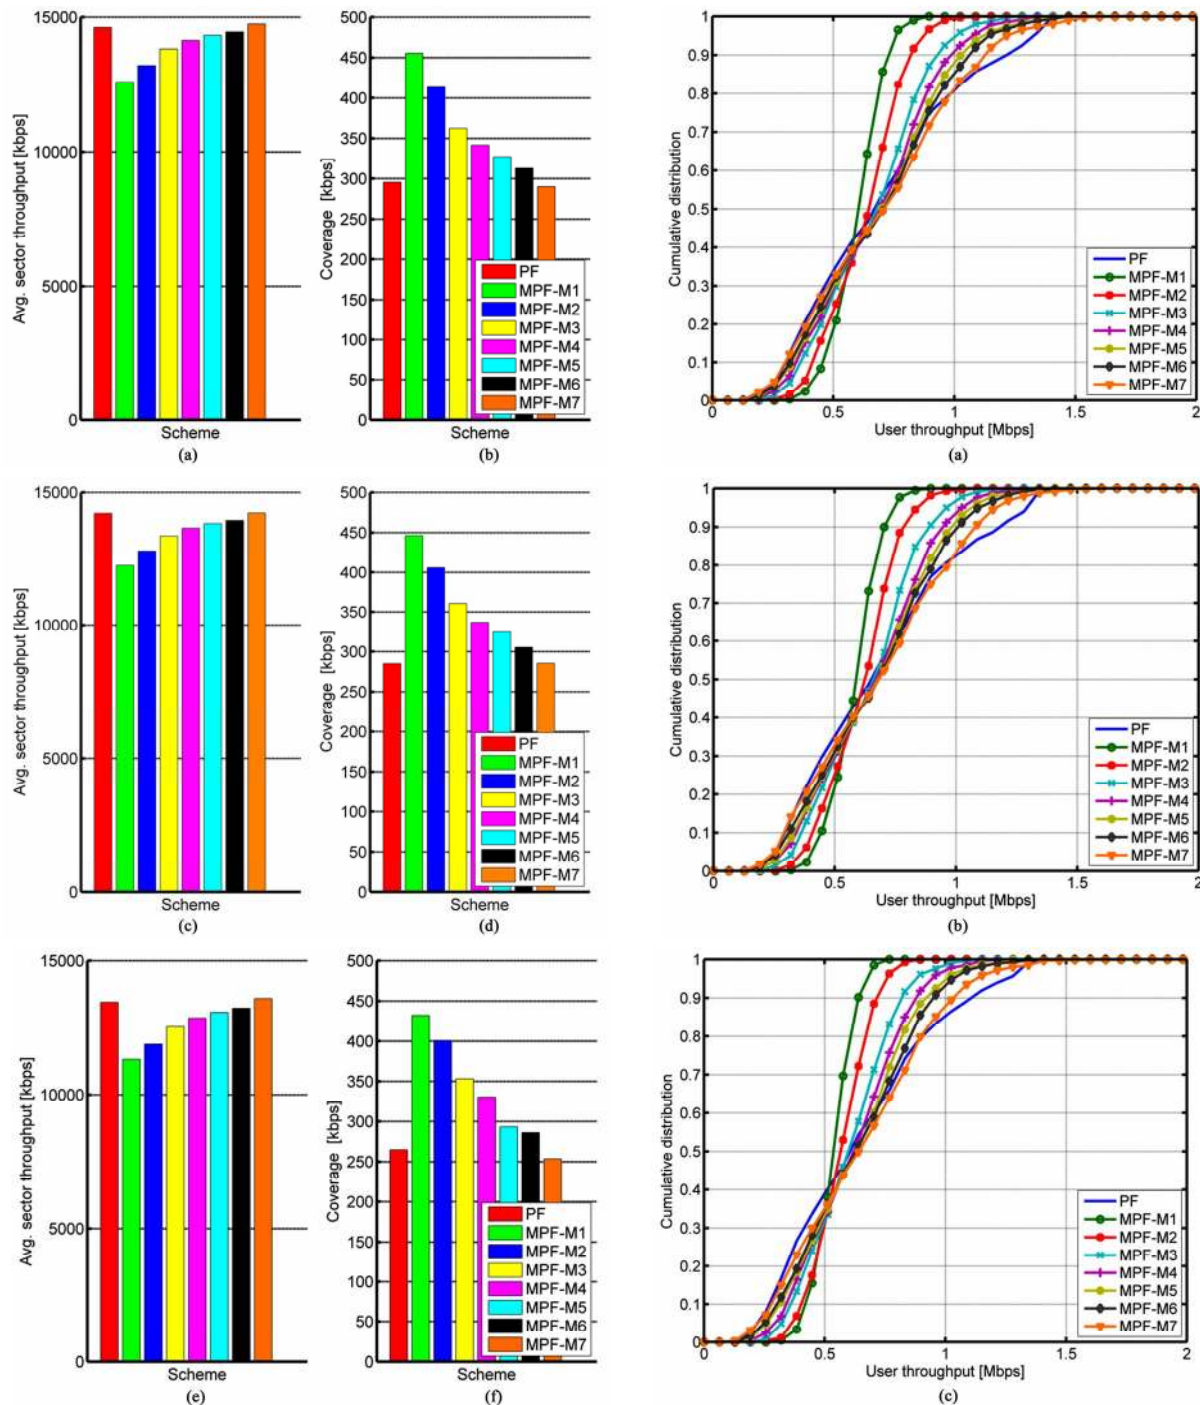 15000
10000
5000
0
Avg. sector throughput [kbps]
Scheme
(a)
500
450
400
350
300
250
200
150
100
50
0
Coverage [kbps]
PF
MPF-M1
MPF-M2
MPF-M3
MPF-M4
MPF-M5
MPF-M6
MPF-M7
Scheme
(b)
1
0.9
0.8
0.7
0.6
0.5
0.4
0.3
0.2
0.1
0
Cumulative distribution
PF
MPF-M1
MPF-M2
MPF-M3
MPF-M4
MPF-M5
MPF-M6
MPF-M7
0 0.5 1 1.5 2
User throughput [Mbps]
(a)
15000
10000
5000
0
Avg. sector throughput [kbps]
Scheme
(c)
500
450
400
350
300
250
200
150
100
50
0
Coverage [kbps]
PF
MPF-M1
MPF-M2
MPF-M3
MPF-M4
MPF-M5
MPF-M6
MPF-M7
Scheme
(d)
1
0.9
0.8
0.7
0.6
0.5
0.4
0.3
0.2
0.1
0
Cumulative distribution
PF
MPF-M1
MPF-M2
MPF-M3
MPF-M4
MPF-M5
MPF-M6
MPF-M7
0 0.5 1 1.5 2
User throughput [Mbps]
(b)
15000
10000
5000
0
Avg. sector throughput [kbps]
Scheme
(e)
500
450
400
350
300
250
200
150
100
50
0
Coverage [kbps]
PF
MPF-M1
MPF-M2
MPF-M3
MPF-M4
MPF-M5
MPF-M6
MPF-M7
Scheme
(f)
1
0.9
0.8
0.7
0.6
0.5
0.4
0.3
0.2
0.1
0
Cumulative distribution
PF
MPF-M1
MPF-M2
MPF-M3
MPF-M4
MPF-M5
MPF-M6
MPF-M7
0 0.5 1 1.5 2
User throughput [Mbps]
(c)